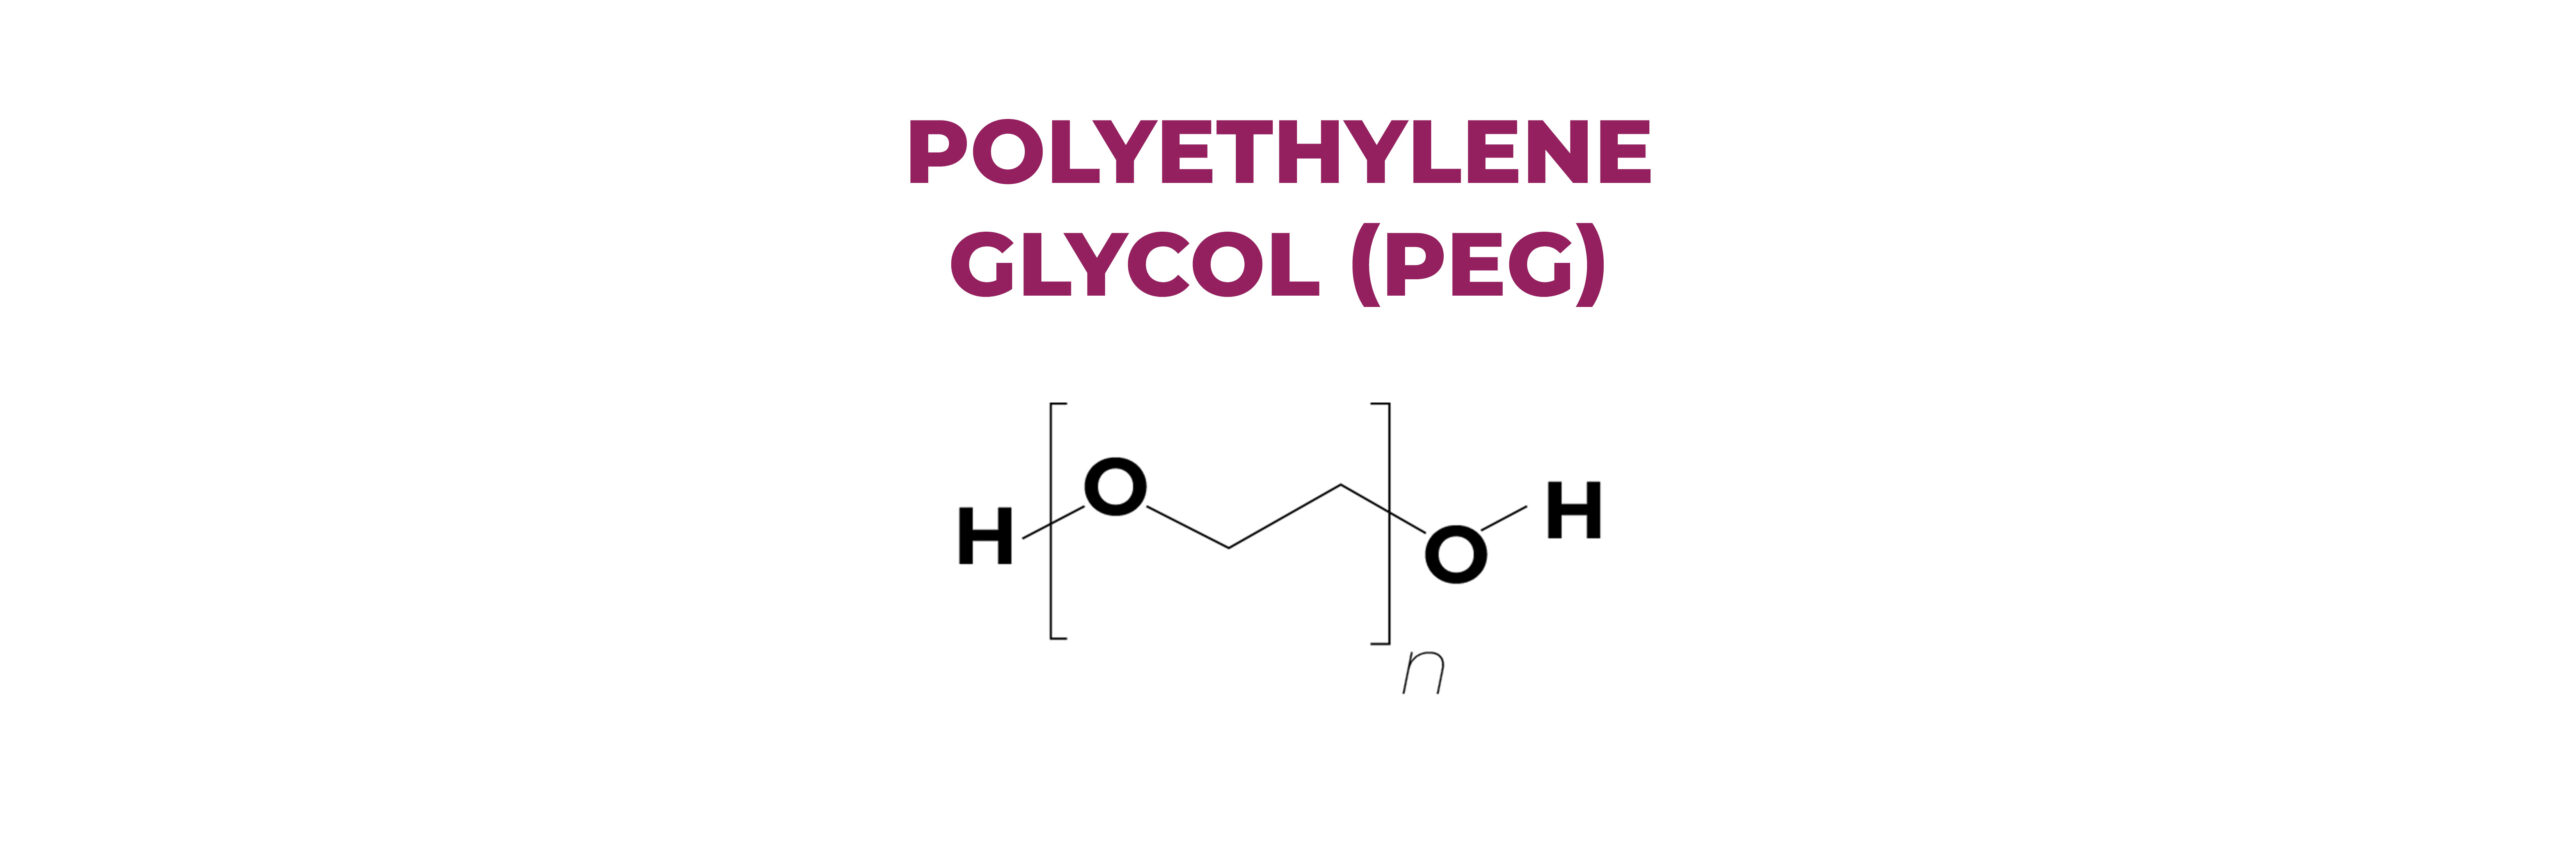 POLYETHYLENE
GLYCOL (PEG)
H O O H
n